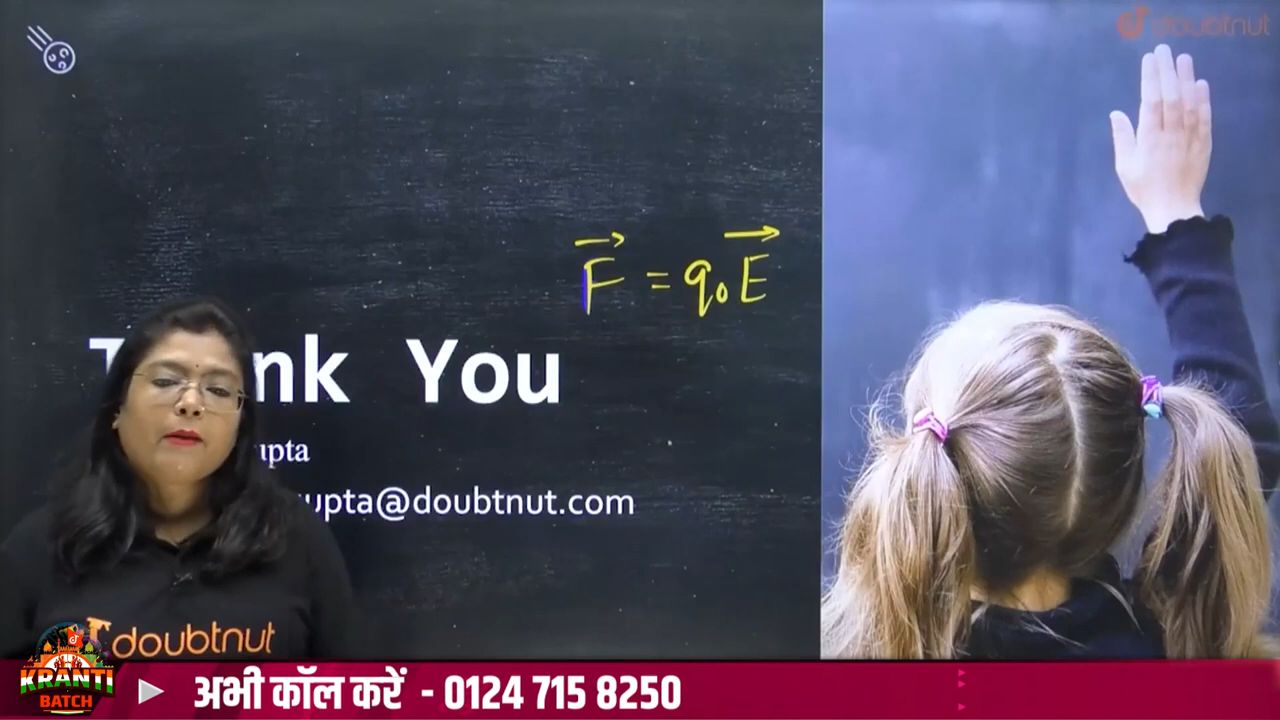 doubtnut
F = q₀E
nk You
upta
upta@doubtnut.com
doubtnut
KRANTI
BATCH
अभी कॉल करें - 0124 715 8250